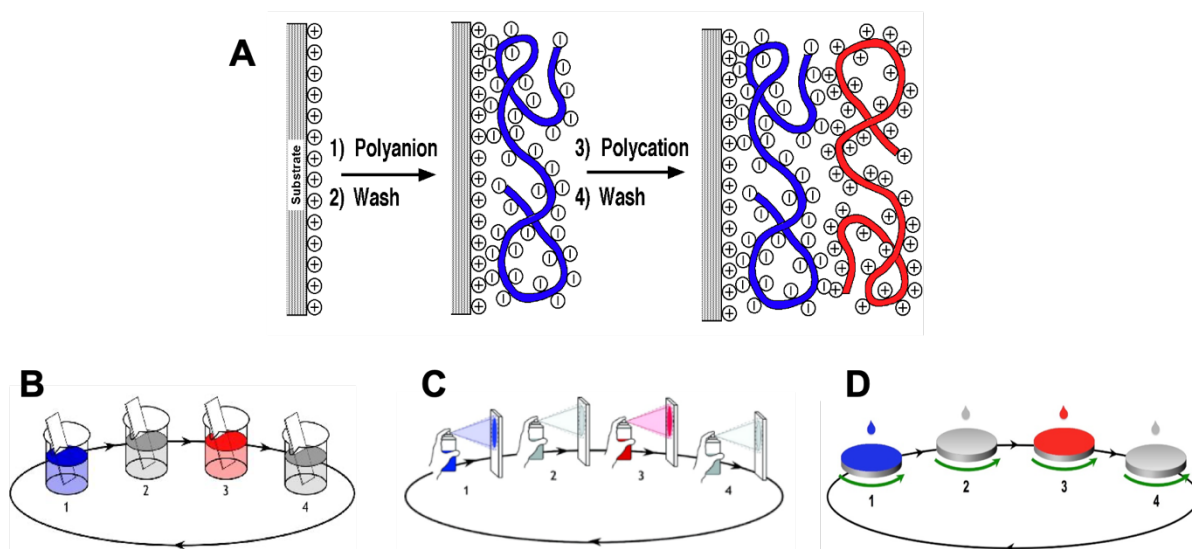 A
Substrate
1) Polyanion
2) Wash
3) Polycation
4) Wash
B
1
2
3
4
C
1
2
3
4
D
1
2
3
4